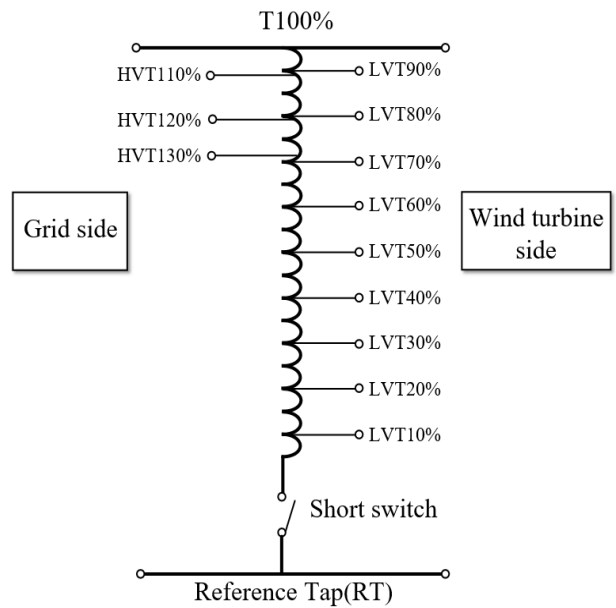 T100%
HVT110%
LVT90%
HVT120%
LVT80%
HVT130%
LVT70%
Grid side
LVT60%
Wind turbine
side
LVT50%
LVT40%
LVT30%
LVT20%
LVT10%
Short switch
Reference Tap(RT)